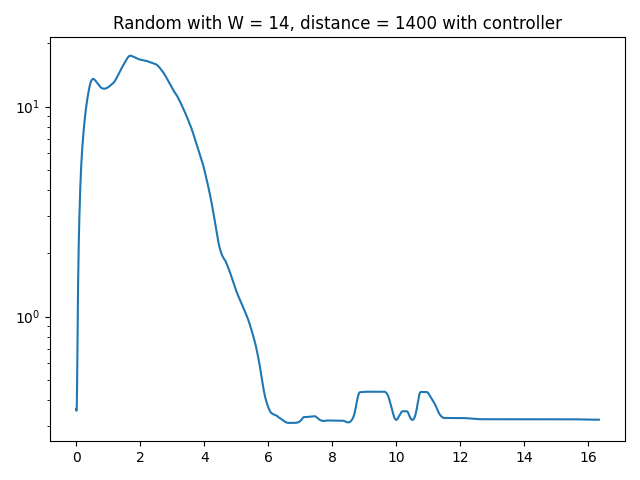 Random with W = 14, distance = 1400 with controller
10¹
10⁰
0 2 4 6 8 10 12 14 16